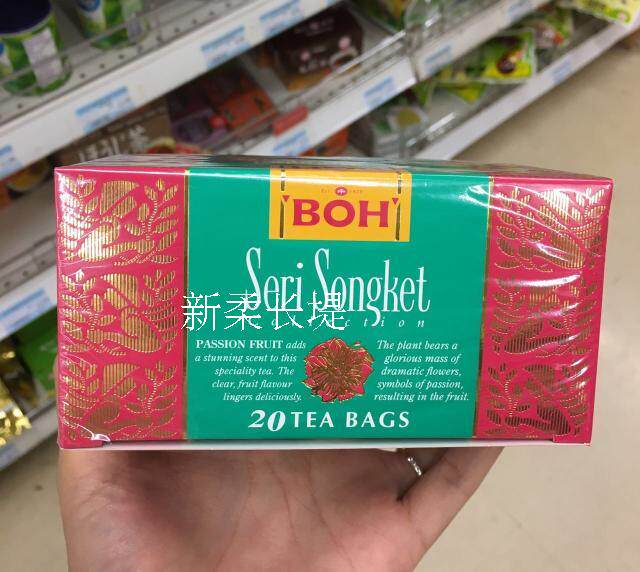 EST 1929
'BOH'
Seri Songket
新柔长堤
PASSION FRUIT adds
a stunning scent to this
speciality tea. The
clear, fruit flavour
lingers deliciously.
The plant bears a
glorious mass of
dramatic flowers,
symbols of passion,
resulting in the fruit.
20 TEA BAGS